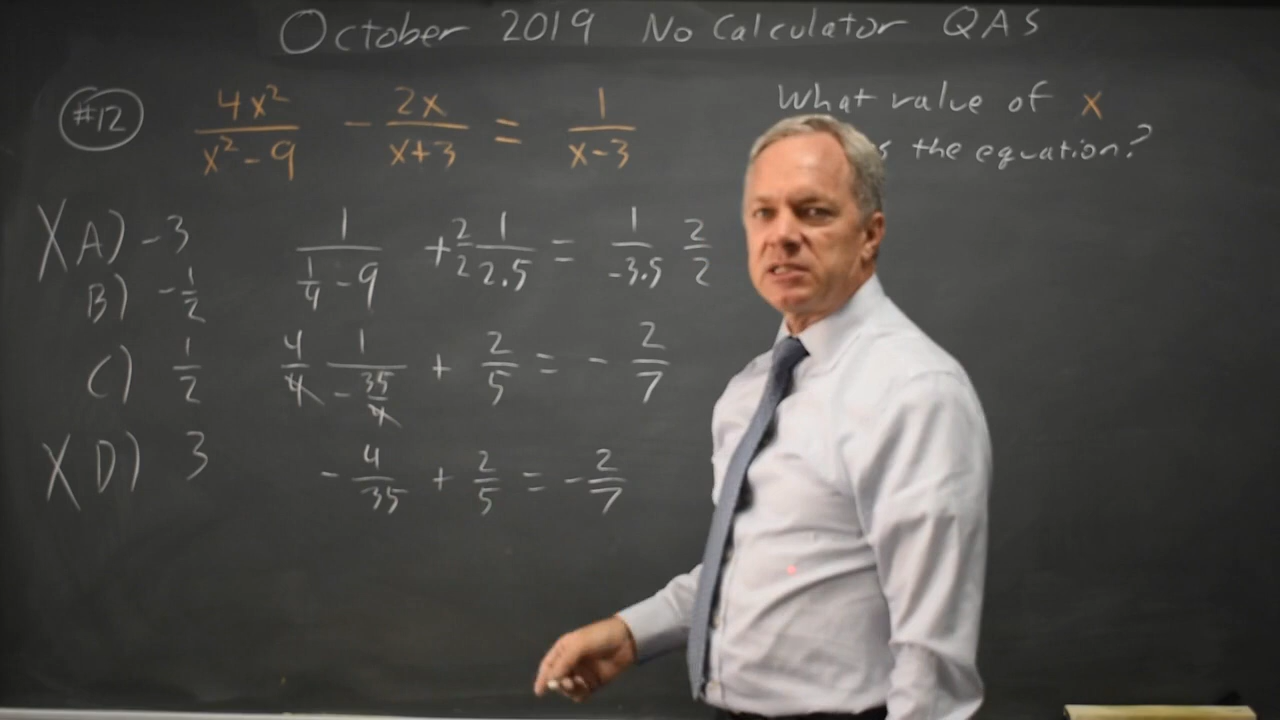 October 2019 No Calculator QAS
#12 4x²/(x²-9) - 2x/(x+3) = 1/(x-3)
What value of x
s the equation?
X A) -3
B) -1/2
C) 1/2
X D) 3
1/(1/4 - 9) + 2/2 1/2.5 = 1/-3.5 2/2
4/4 1/(-35/4) + 2/5 = - 2/7
- 4/35 + 2/5 = - 2/7